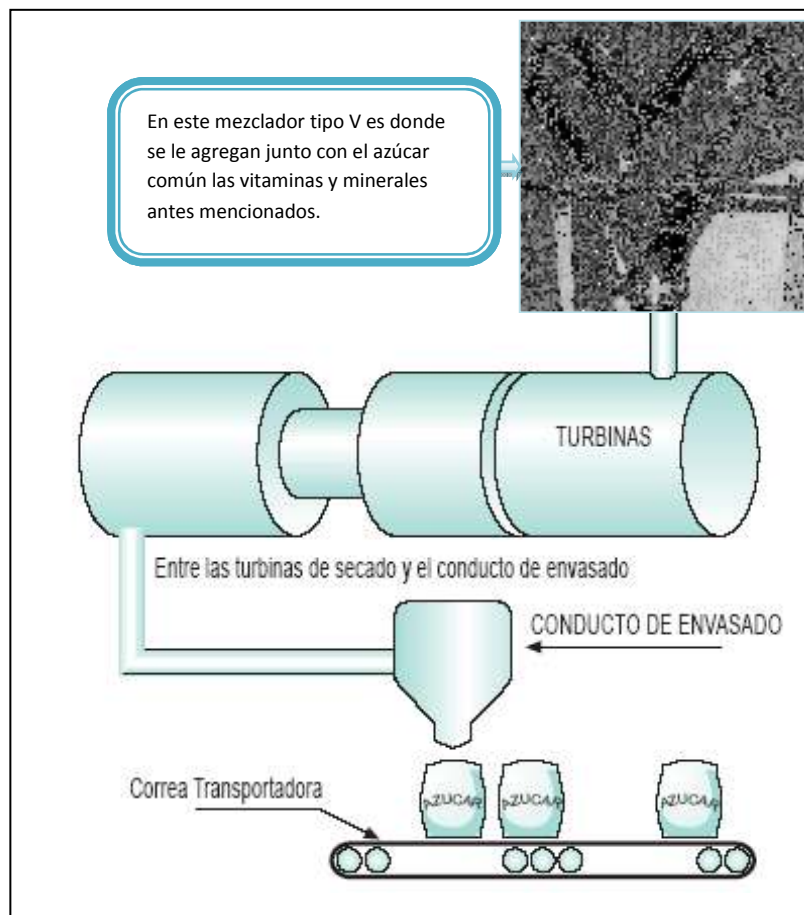 En este mezclador tipo V es donde
se le agregan junto con el azúcar
común las vitaminas y minerales
antes mencionados.
TURBINAS
Entre las turbinas de secado y el conducto de envasado
CONDUCTO DE ENVASADO
Correa Transportadora
AZUCAR
AZUCAR
AZUCAR